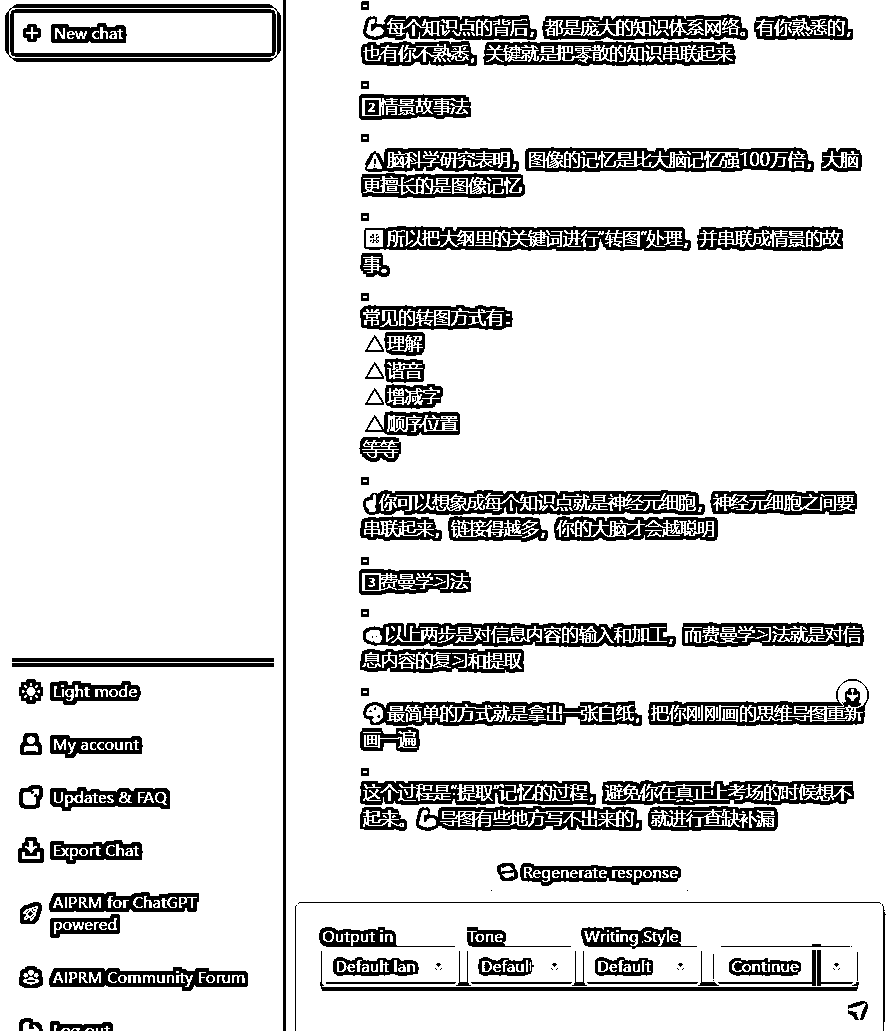 New chat
每个知识点的背后，都是庞大的知识体系网络。有你熟悉的，
也有你不熟悉，关键就是把零散的知识串联起来
2情景故事法
脑科学研究表明，图像的记忆是比大脑记忆强100万倍，大脑
更擅长的是图像记忆
所以把大纲里的关键词进行“转图”处理，并串联成情景的故
事。
常见的转图方式有：
△理解
△谐音
△增减字
△顺序位置
等等
你可以想象成每个知识点就是神经元细胞，神经元细胞之间要
串联起来，链接得越多，你的大脑才会越聪明
3费曼学习法
以上两步是对信息内容的输入和加工，而费曼学习法就是对信
息内容的复习和提取
最简单的方式就是拿出一张白纸，把你刚刚画的思维导图重新
画一遍
这个过程是“提取”记忆的过程，避免你在真正上考场的时候想不
起来。导图有些地方写不出来的，就进行查缺补漏
Regenerate response
Light mode
My account
Updates & FAQ
Export Chat
AIPRM for ChatGPT
powered
AIPRM Community Forum
Log out
Output in
Tone
Writing Style
Default lan
Default
Default
Continue